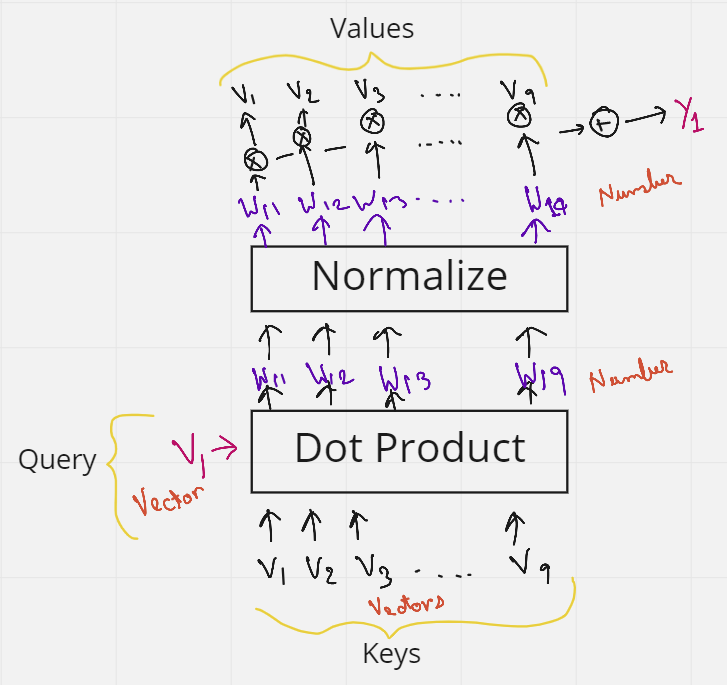 Values
V1 V2 V3 ..... V9
Y1
..... 
W11 W12 W13 ..... W19 Number
Normalize
W11 W12 W13 W19 Number
Query V1 Dot Product
Vector
V1 V2 V3 ..... V9
Vectors
Keys